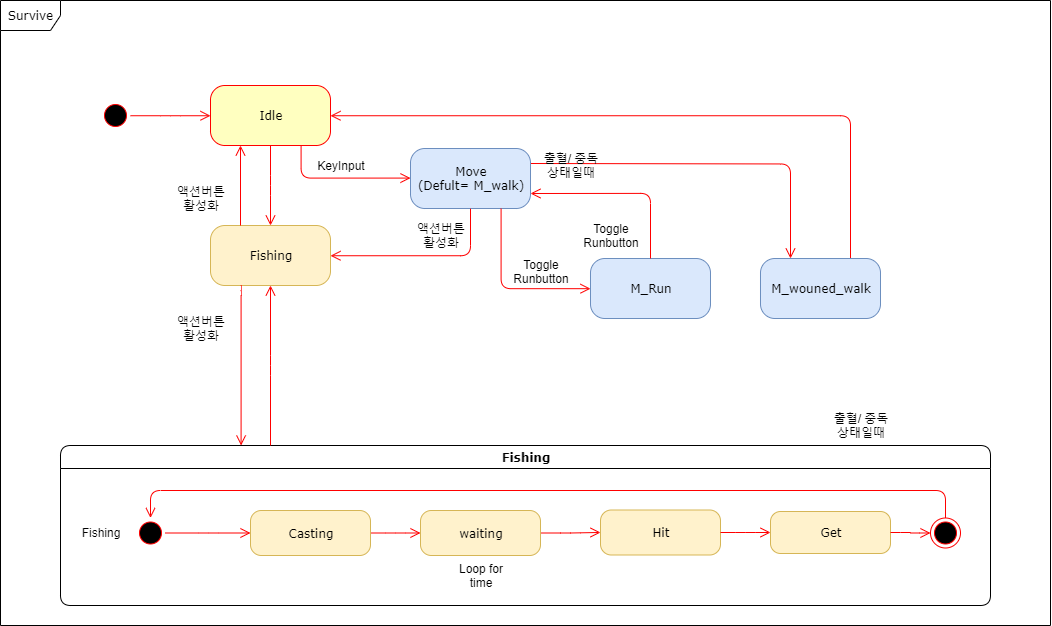 Survive
Idle
KeyInput
Move
(Defult= M_walk)
출혈/ 중독
상태일때
액션버튼
활성화
액션버튼
활성화
Toggle
Runbutton
Fishing
Toggle
Runbutton
M_Run
M_wouned_walk
액션버튼
활성화
출혈/ 중독
상태일때
Fishing
Fishing
Casting
waiting
Hit
Get
Loop for
time